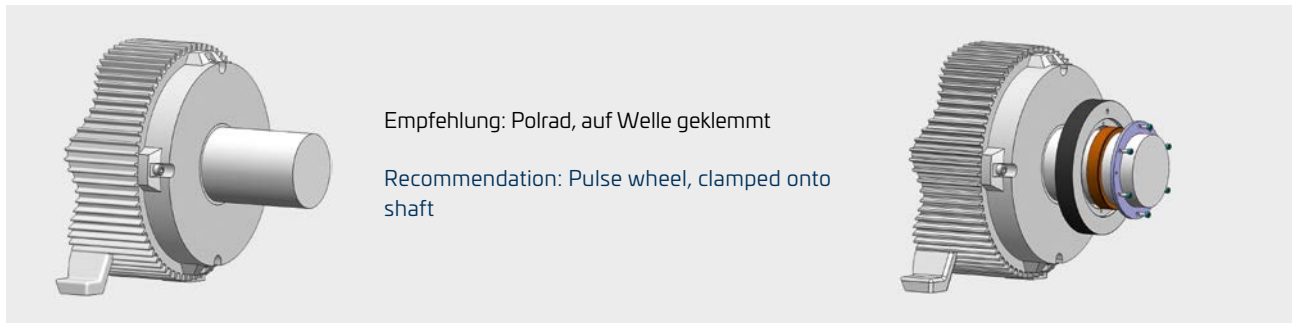 Empfehlung: Polrad, auf Welle geklemmt
Recommendation: Pulse wheel, clamped onto
shaft